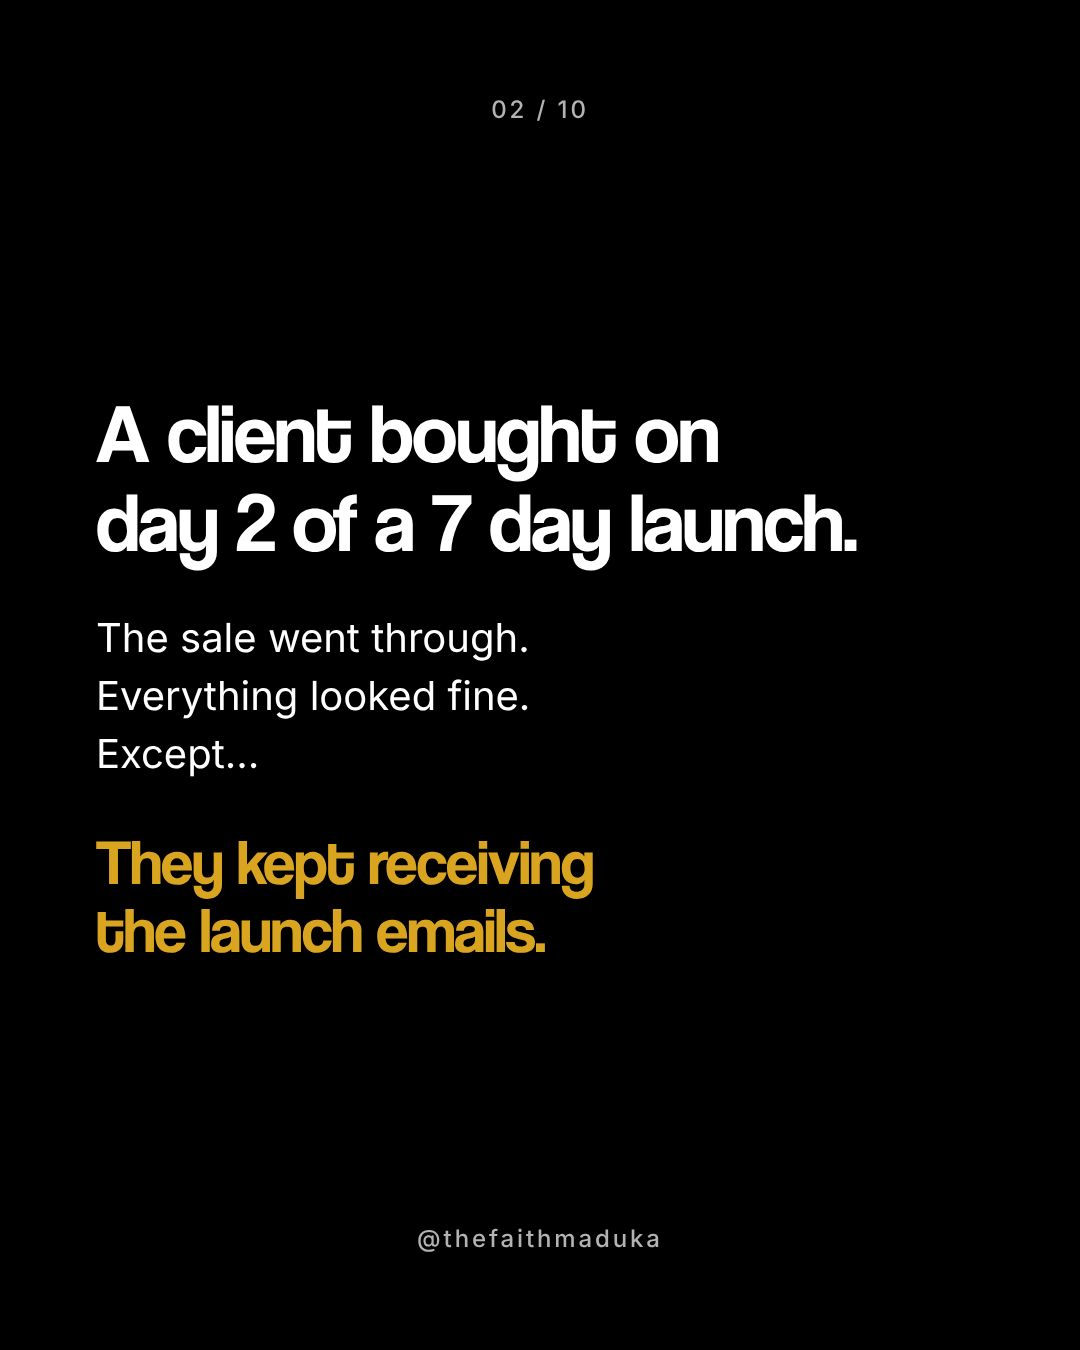 02 / 10
A client bought on
day 2 of a 7 day launch.
The sale went through.
Everything looked fine.
Except...
They kept receiving
the launch emails.
@thefaithmaduka